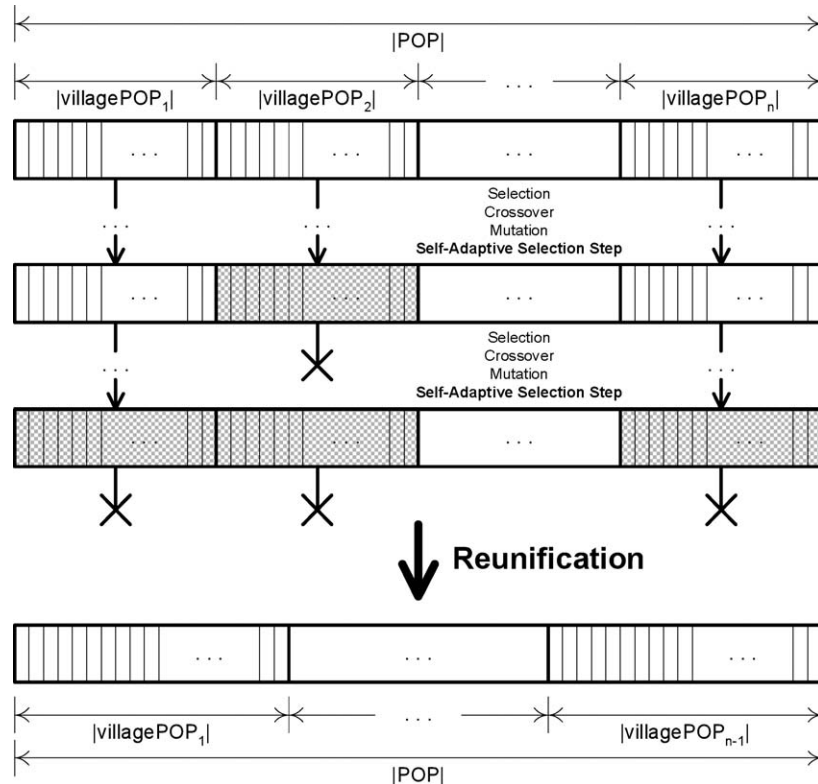 |POP|
|villagePOP₁| |villagePOP₂| . . . |villagePOPₙ|
. . . . . . . . . . . .
Selection
Crossover
Mutation
. . . . . . . . .
Self-Adaptive Selection Step
. . . . . . . . . . . .
Selection
Crossover
Mutation
. . . . . .
Self-Adaptive Selection Step
. . . . . . . . . . . .
Reunification
. . . . . . . . .
|villagePOP₁| . . . |villagePOPₙ₋₁|
|POP|